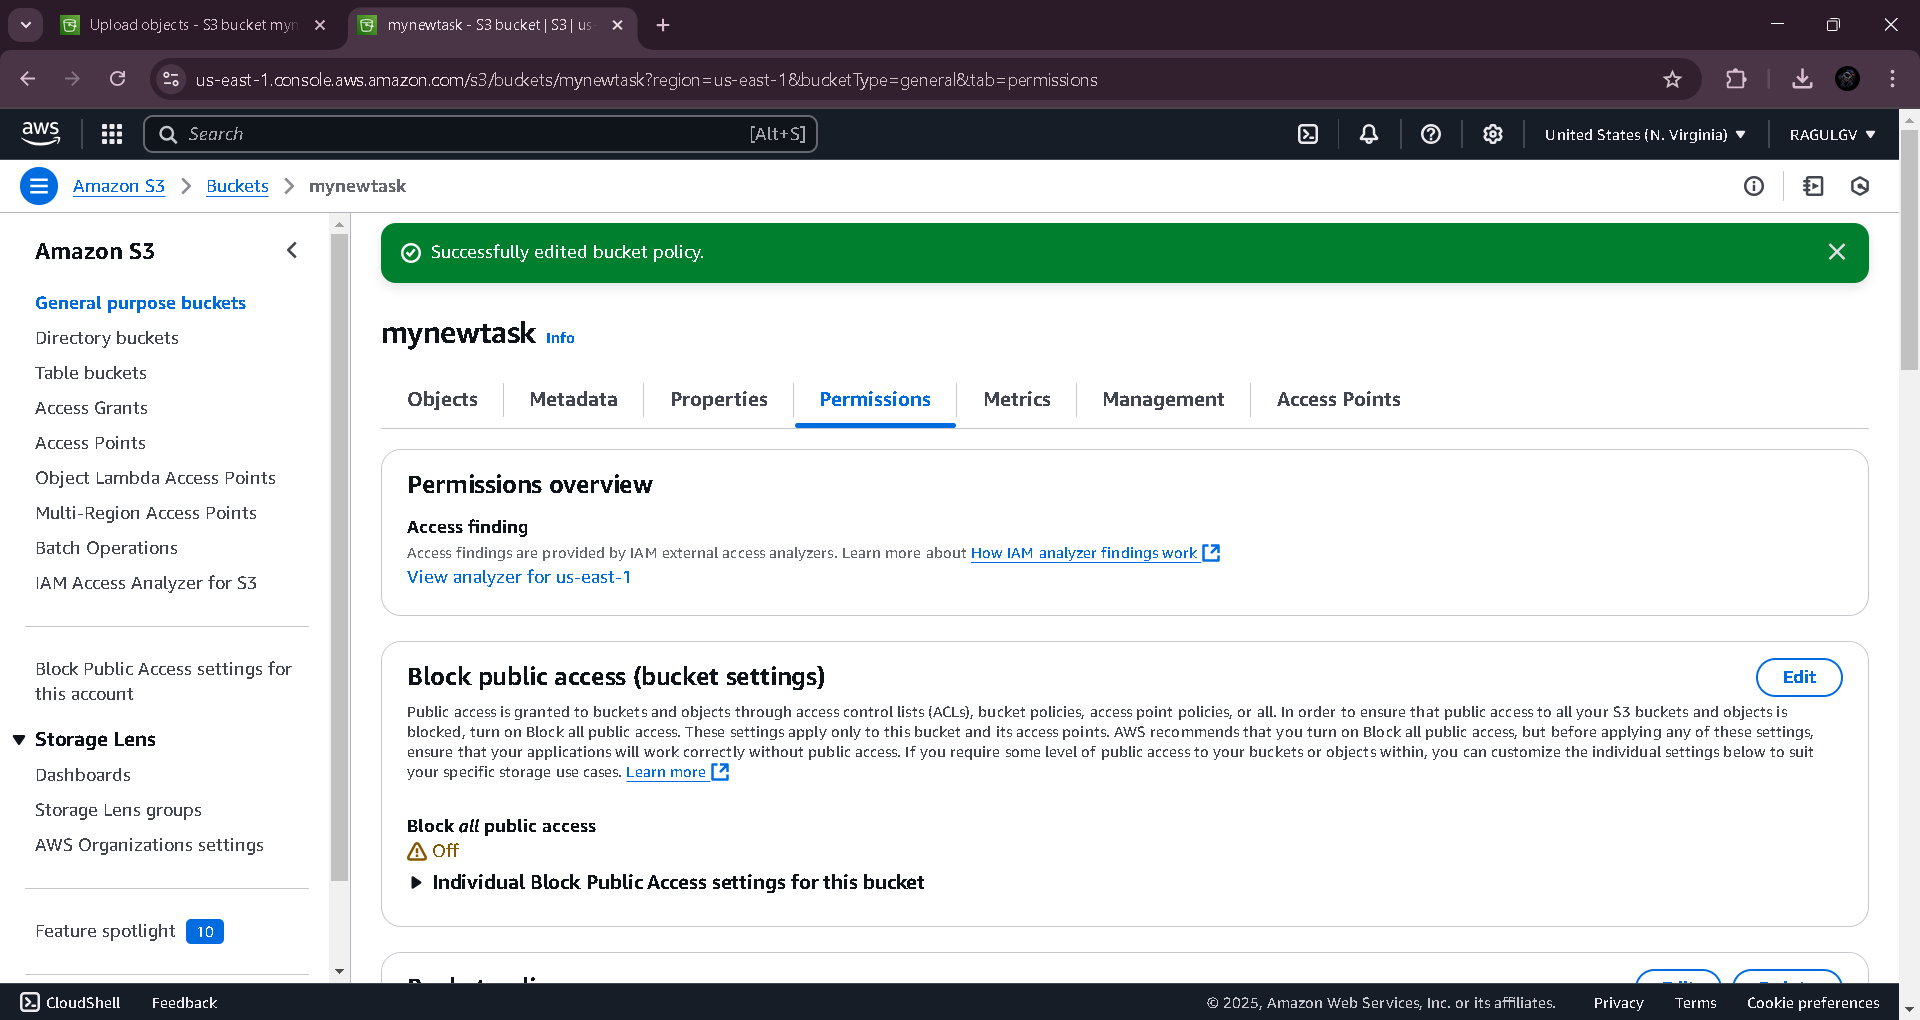 Upload objects - S3 bucket myn
mynewtask - S3 bucket | S3 | us-
us-east-1.console.aws.amazon.com/s3/buckets/mynewtask?region=us-east-1&bucketType=general&tab=permissions
aws
Search
[Alt+S]
United States (N. Virginia)
RAGULGV
Amazon S3
Buckets
mynewtask
Amazon S3
General purpose buckets
Directory buckets
Table buckets
Access Grants
Access Points
Object Lambda Access Points
Multi-Region Access Points
Batch Operations
IAM Access Analyzer for S3
Block Public Access settings for
this account
Storage Lens
Dashboards
Storage Lens groups
AWS Organizations settings
Feature spotlight 10
Successfully edited bucket policy.
mynewtask Info
Objects
Metadata
Properties
Permissions
Metrics
Management
Access Points
Permissions overview
Access finding
Access findings are provided by IAM external access analyzers. Learn more about How IAM analyzer findings work
View analyzer for us-east-1
Block public access (bucket settings)
Edit
Public access is granted to buckets and objects through access control lists (ACLs), bucket policies, access point policies, or all. In order to ensure that public access to all your S3 buckets and objects is
blocked, turn on Block all public access. These settings apply only to this bucket and its access points. AWS recommends that you turn on Block all public access, but before applying any of these settings,
ensure that your applications will work correctly without public access. If you require some level of public access to your buckets or objects within, you can customize the individual settings below to suit
your specific storage use cases. Learn more
Block all public access
Off
Individual Block Public Access settings for this bucket
CloudShell
Feedback
© 2025, Amazon Web Services, Inc. or its affiliates.
Privacy
Terms
Cookie preferences